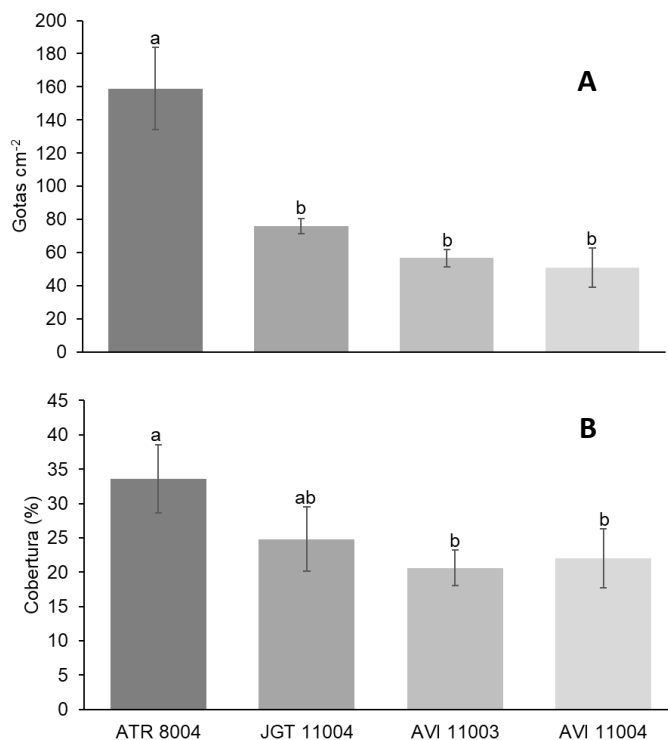 200
180
160
140
120
100
80
60
40
20
0
Gotas cm-2
A
a
b
b
b
45
40
35
30
25
20
15
10
5
0
Cobertura (%)
B
a
ab
b
b
ATR 8004
JGT 11004
AVI 11003
AVI 11004